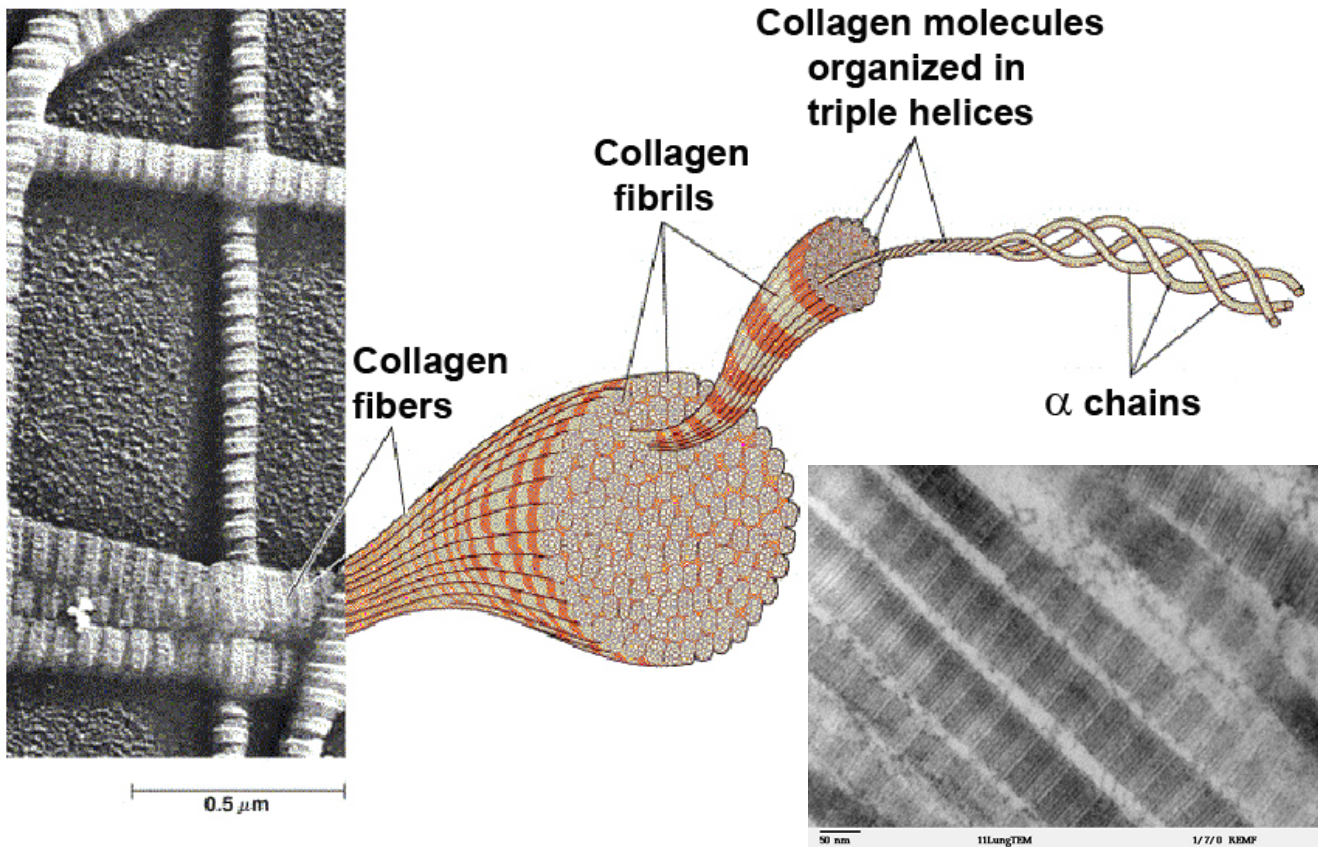 Collagen molecules
organized in
triple helices
Collagen
fibrils
Collagen
fibers
α chains
0.5 μm
50 nm
11LungTEM
1/7/0 REMF